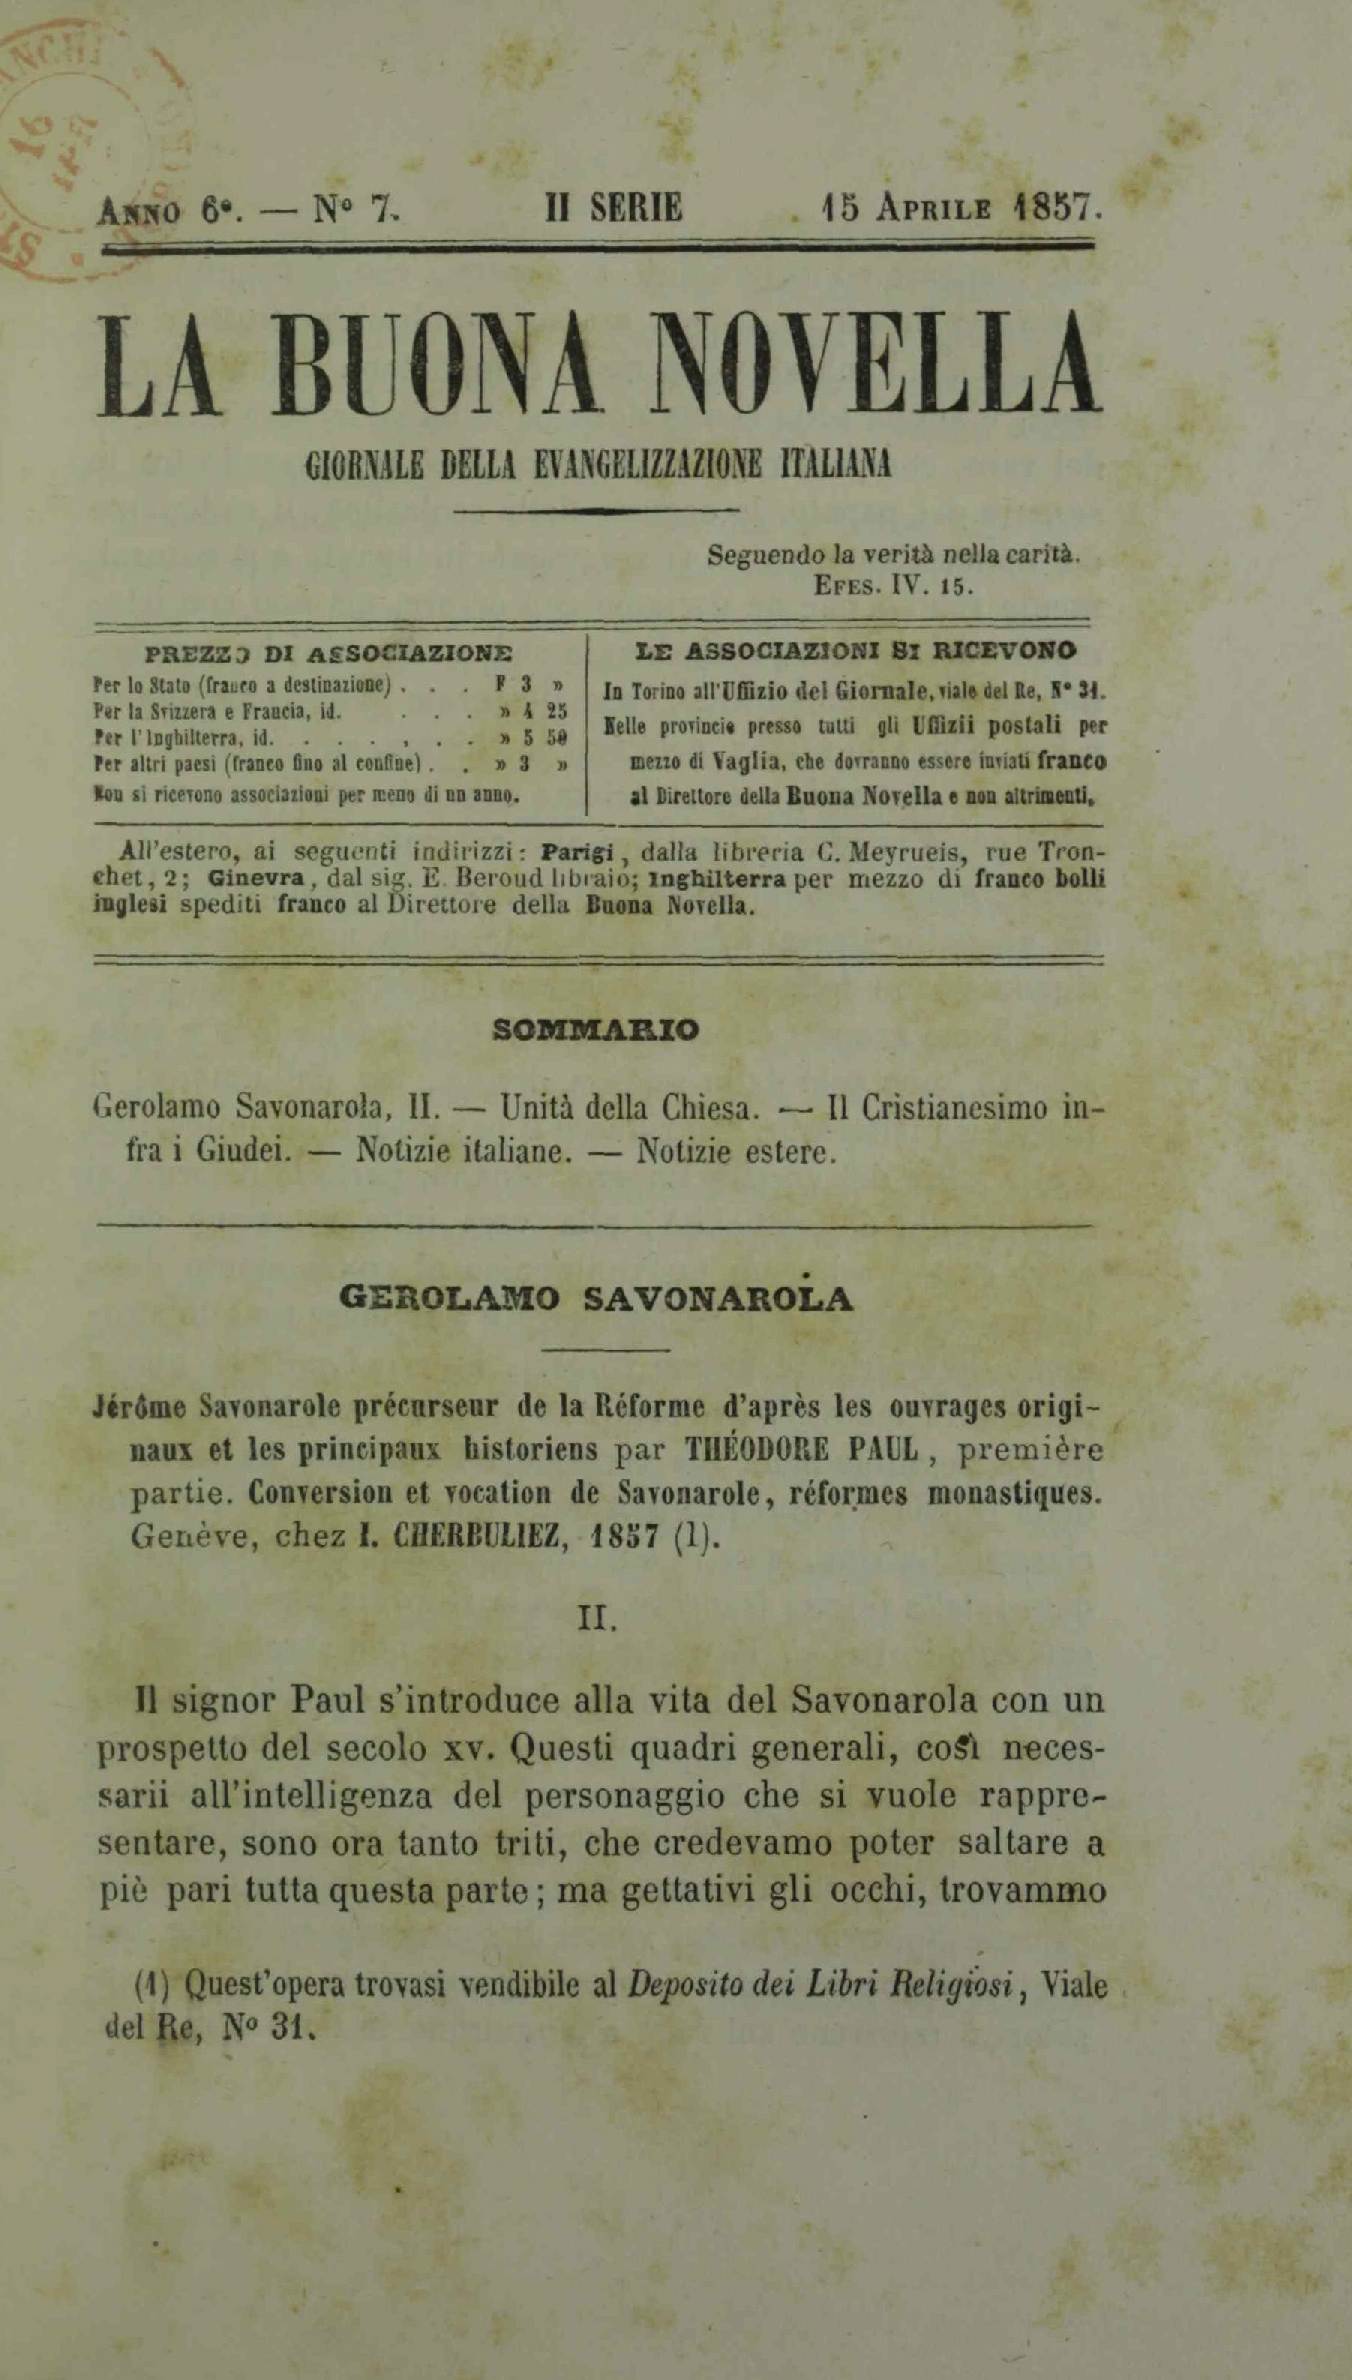 16
Anno 6º. — Nº 7. II SERIE 15 Aprile 1857.
LA BUONA NOVELLA
GIORNALE DELLA EVANGELIZZAZIONE ITALIANA
Seguendo la verità nella carità.
Efes. IV. 15.
PREZZO DI ASSOCIAZIONE
Per lo Stato (franco a destinazione) . . . F 3 »
Per la Svizzera e Francia, id. . . . » 4 25
Per l'Inghilterra, id. . . . . . . » 5 50
Per altri paesi (franco fino al confine) . . » 3 »
Non si ricevono associazioni per meno di un anno.
LE ASSOCIAZIONI SI RICEVONO
In Torino all'Uffizio del Giornale, viale del Re, Nº 31.
Nelle provincie presso tutti gli Uffizii postali per
mezzo di Vaglia, che dovranno essere inviati franco
al Direttore della Buona Novella e non altrimenti.
All'estero, ai seguenti indirizzi: Parigi, dalla libreria C. Meyrueis, rue Tron-
chet, 2; Ginevra, dal sig. E. Beroud libraio; Inghilterra per mezzo di franco bolli
inglesi spediti franco al Direttore della Buona Novella.
SOMMARIO
Gerolamo Savonarola, II. — Unità della Chiesa. — Il Cristianesimo in-
fra i Giudei. — Notizie italiane. — Notizie estere.
GEROLAMO SAVONAROLA
Jérôme Savonarole précurseur de la Réforme d'après les ouvrages origi-
naux et les principaux historiens par THÉODORE PAUL, première
partie. Conversion et vocation de Savonarole, réformes monastiques.
Genève, chez I. CHERBULIEZ, 1857 (1).
II.
Il signor Paul s'introduce alla vita del Savonarola con un
prospetto del secolo xv. Questi quadri generali, così neces-
sarii all'intelligenza del personaggio che si vuole rappre-
sentare, sono ora tanto triti, che credevamo poter saltare a
piè pari tutta questa parte; ma gettativi gli occhi, trovammo
(1) Quest'opera trovasi vendibile al Deposito dei Libri Religiosi, Viale
del Re, Nº 31.